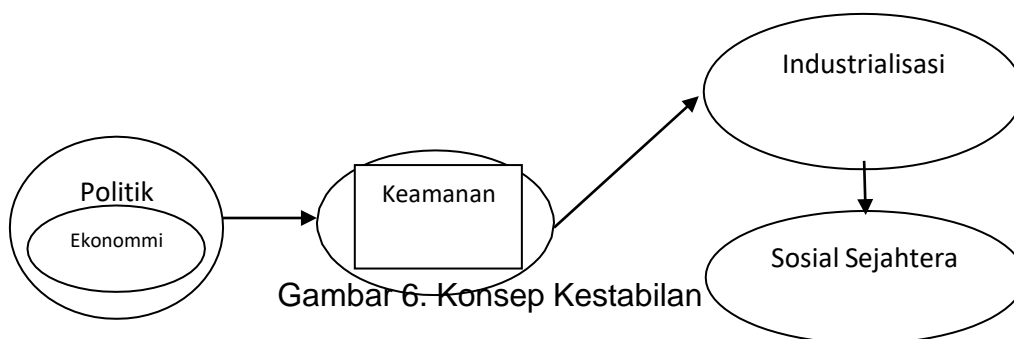 Politik
Ekonommi
Keamanan
Industrialisasi
Sosial Sejahtera
Gambar 6. Konsep Kestabilan